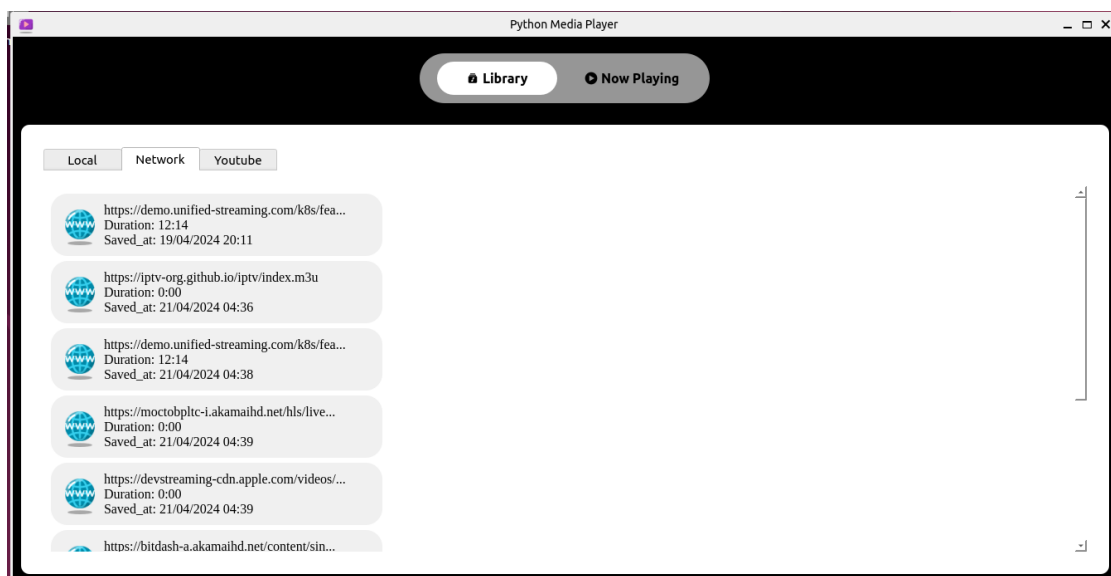 Python Media Player
Library
Now Playing
Local
Network
Youtube
https://demo.unified-streaming.com/k8s/fea...
Duration: 12:14
Saved_at: 19/04/2024 20:11
https://iptv-org.github.io/iptv/index.m3u
Duration: 0:00
Saved_at: 21/04/2024 04:36
https://demo.unified-streaming.com/k8s/fea...
Duration: 12:14
Saved_at: 21/04/2024 04:38
https://moctobpltc-i.akamaihd.net/hls/live...
Duration: 0:00
Saved_at: 21/04/2024 04:39
https://devstreaming-cdn.apple.com/videos/...
Duration: 0:00
Saved_at: 21/04/2024 04:39
https://bitdash-a.akamaihd.net/content/sin...